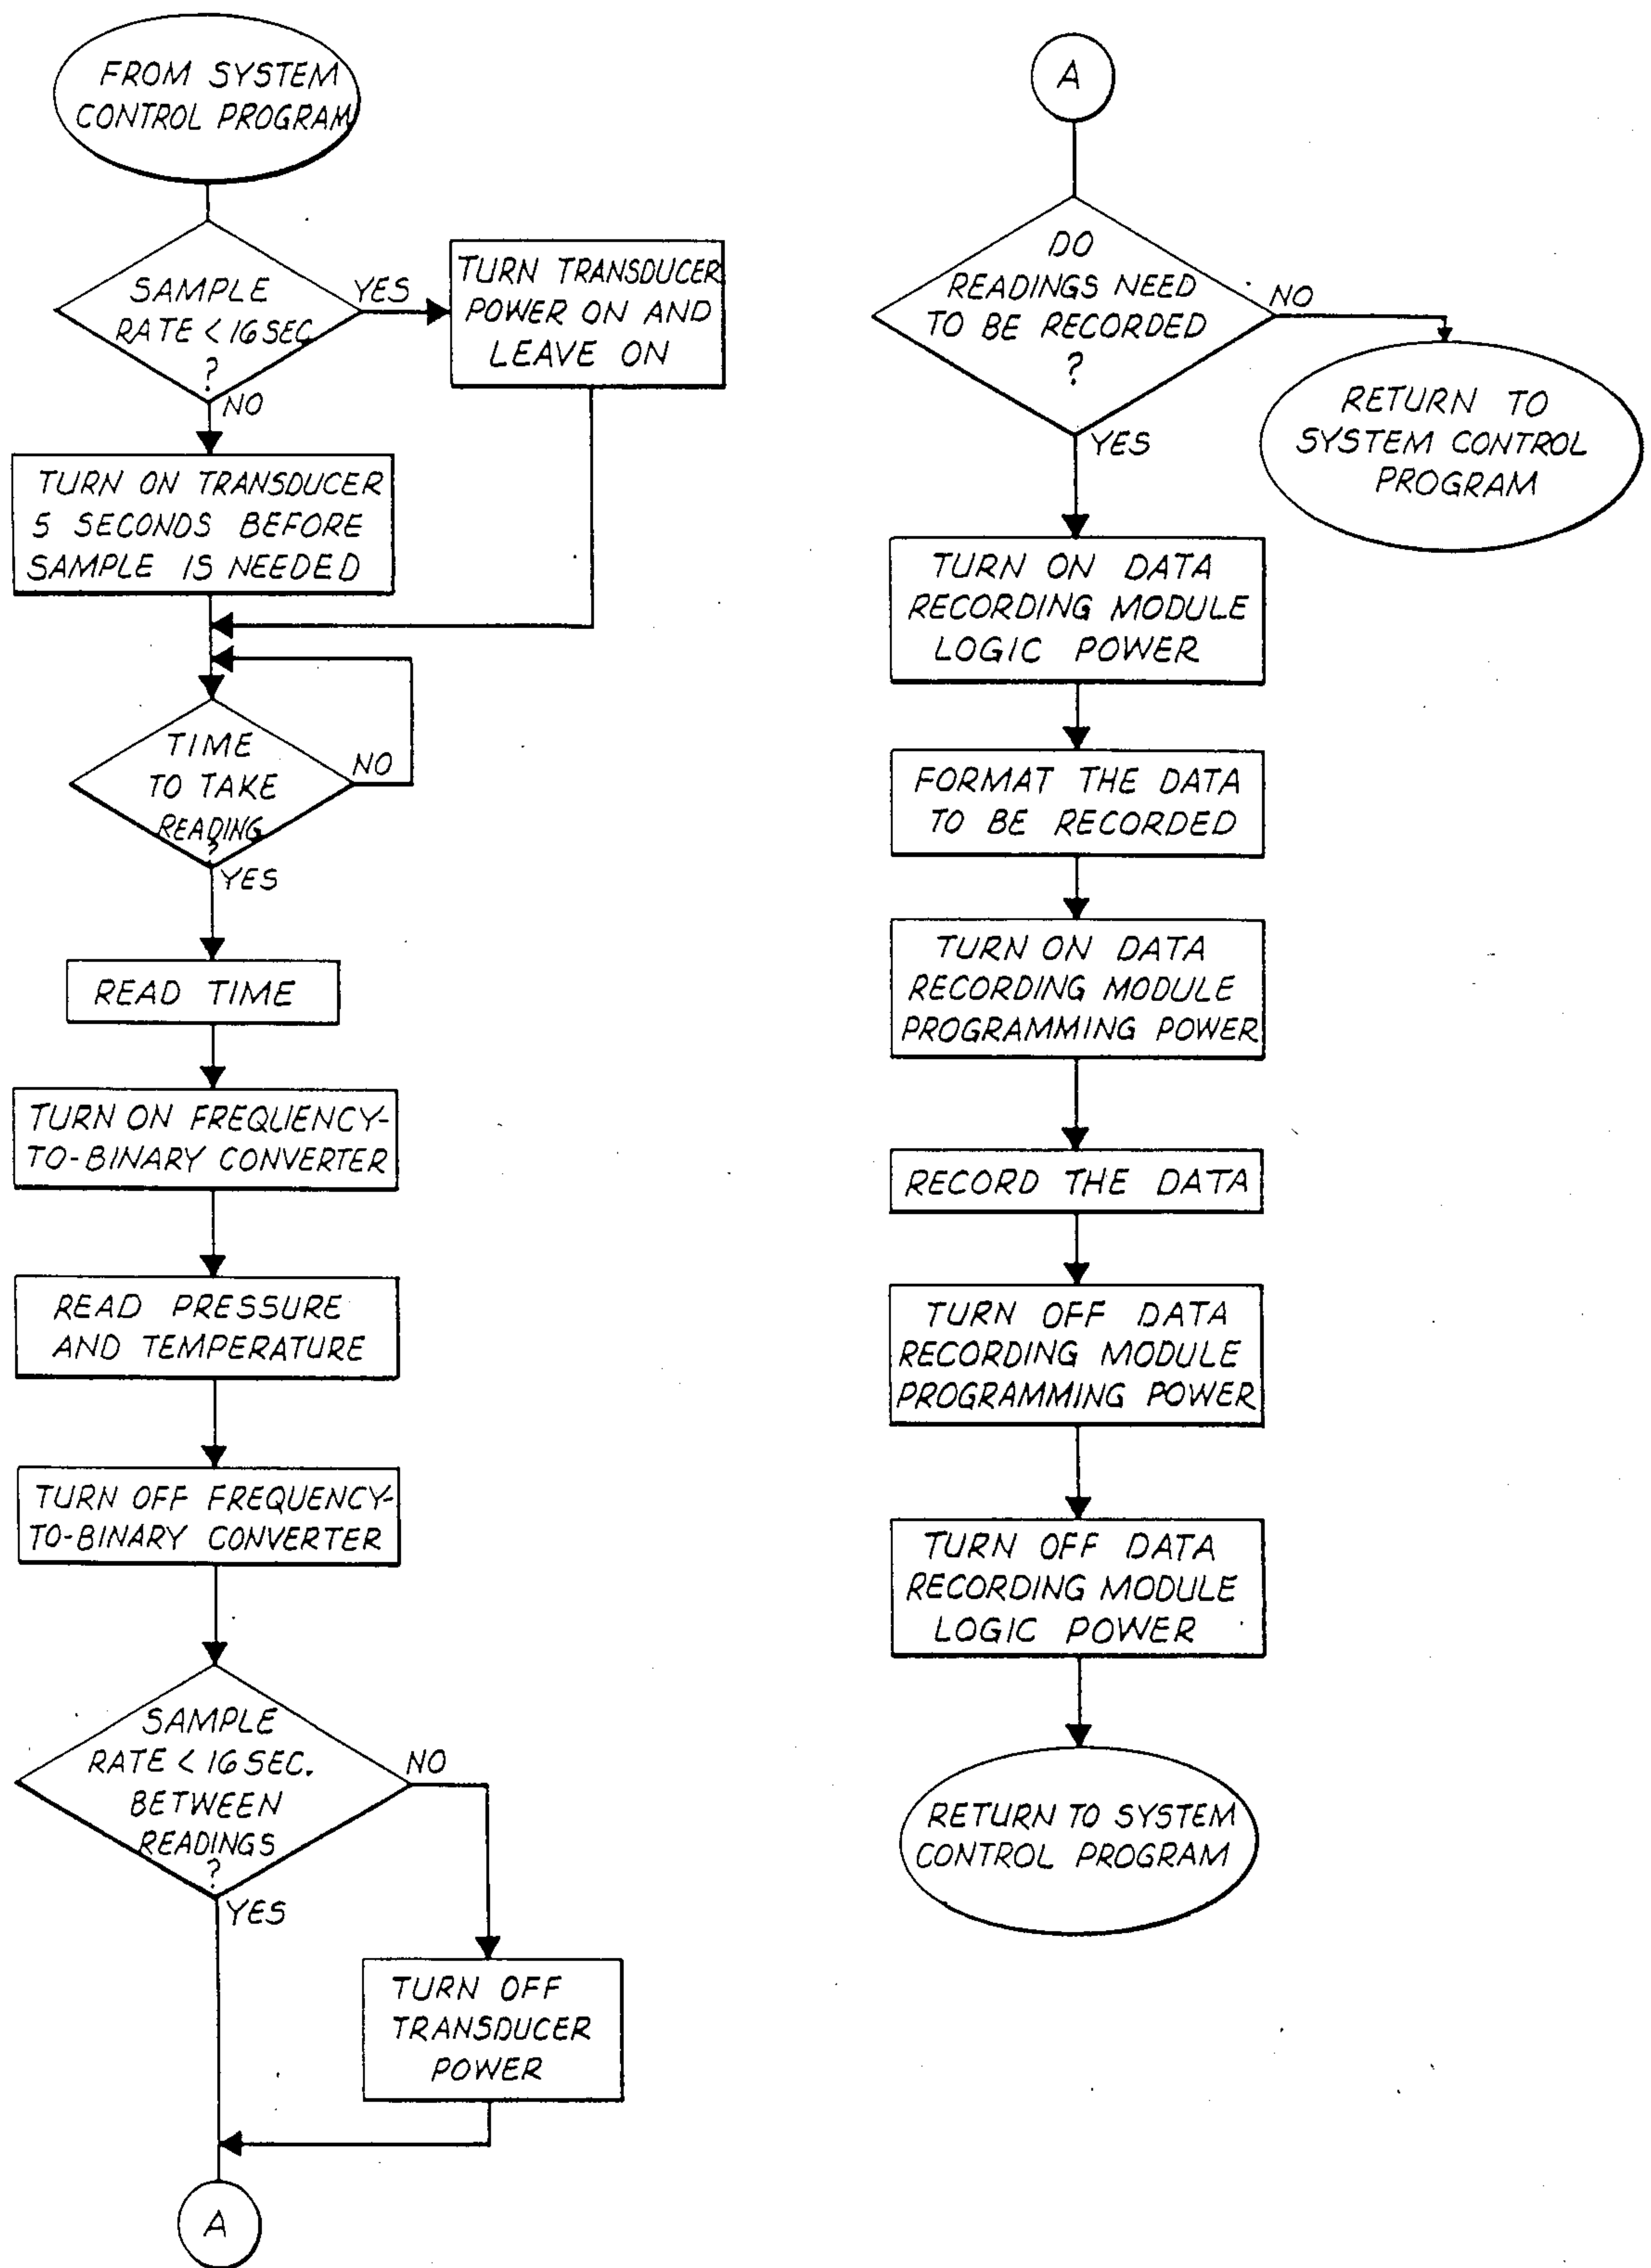 FROM SYSTEM
CONTROL PROGRAM
SAMPLE
RATE < 16 SEC
?
YES
TURN TRANSDUCER
POWER ON AND
LEAVE ON
NO
TURN ON TRANSDUCER
5 SECONDS BEFORE
SAMPLE IS NEEDED
TIME
TO TAKE
READING
?
NO
YES
READ TIME
TURN ON FREQUENCY-
TO-BINARY CONVERTER
READ PRESSURE
AND TEMPERATURE
TURN OFF FREQUENCY-
TO-BINARY CONVERTER
SAMPLE
RATE < 16 SEC.
BETWEEN
READINGS
?
NO
YES
TURN OFF
TRANSDUCER
POWER
A
A
DO
READINGS NEED
TO BE RECORDED
?
NO
RETURN TO
SYSTEM CONTROL
PROGRAM
YES
TURN ON DATA
RECORDING MODULE
LOGIC POWER
FORMAT THE DATA
TO BE RECORDED
TURN ON DATA
RECORDING MODULE
PROGRAMMING POWER
RECORD THE DATA
TURN OFF DATA
RECORDING MODULE
PROGRAMMING POWER
TURN OFF DATA
RECORDING MODULE
LOGIC POWER
RETURN TO SYSTEM
CONTROL PROGRAM